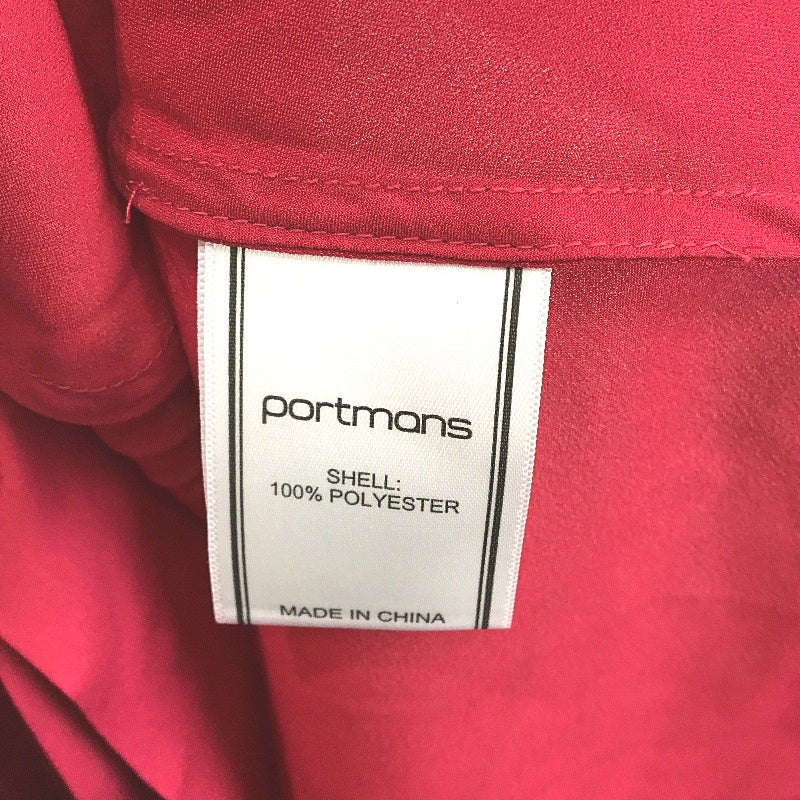 portmans
SHELL:
100% POLYESTER
MADE IN CHINA